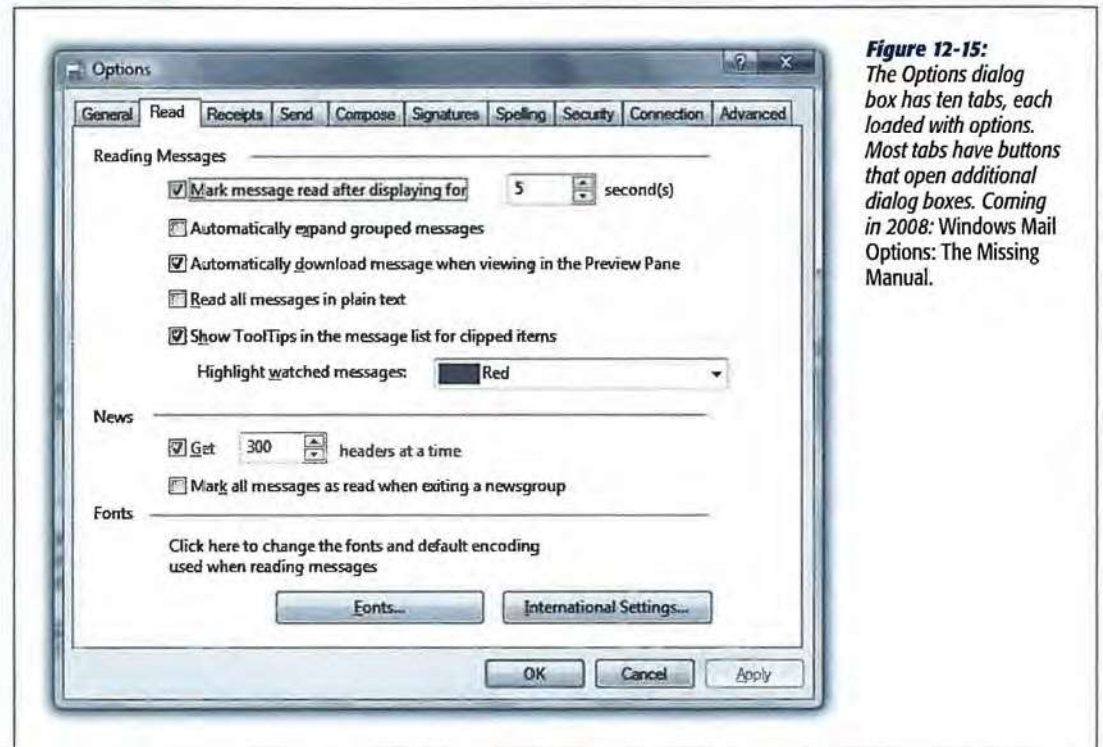 Options
General Read Receipts Send Compose Signatures Spelling Security Connection Advanced
Reading Messages
Mark message read after displaying for 5 second(s)
Automatically expand grouped messages
Automatically download message when viewing in the Preview Pane
Read all messages in plain text
Show ToolTips in the message list for clipped items
Highlight watched messages: Red
News
Get 300 headers at a time
Mark all messages as read when exiting a newsgroup
Fonts
Click here to change the fonts and default encoding
used when reading messages
Fonts... International Settings...
OK Cancel Apply
Figure 12-15:
The Options dialog
box has ten tabs, each
loaded with options.
Most tabs have buttons
that open additional
dialog boxes. Coming
in 2008: Windows Mail
Options: The Missing
Manual.